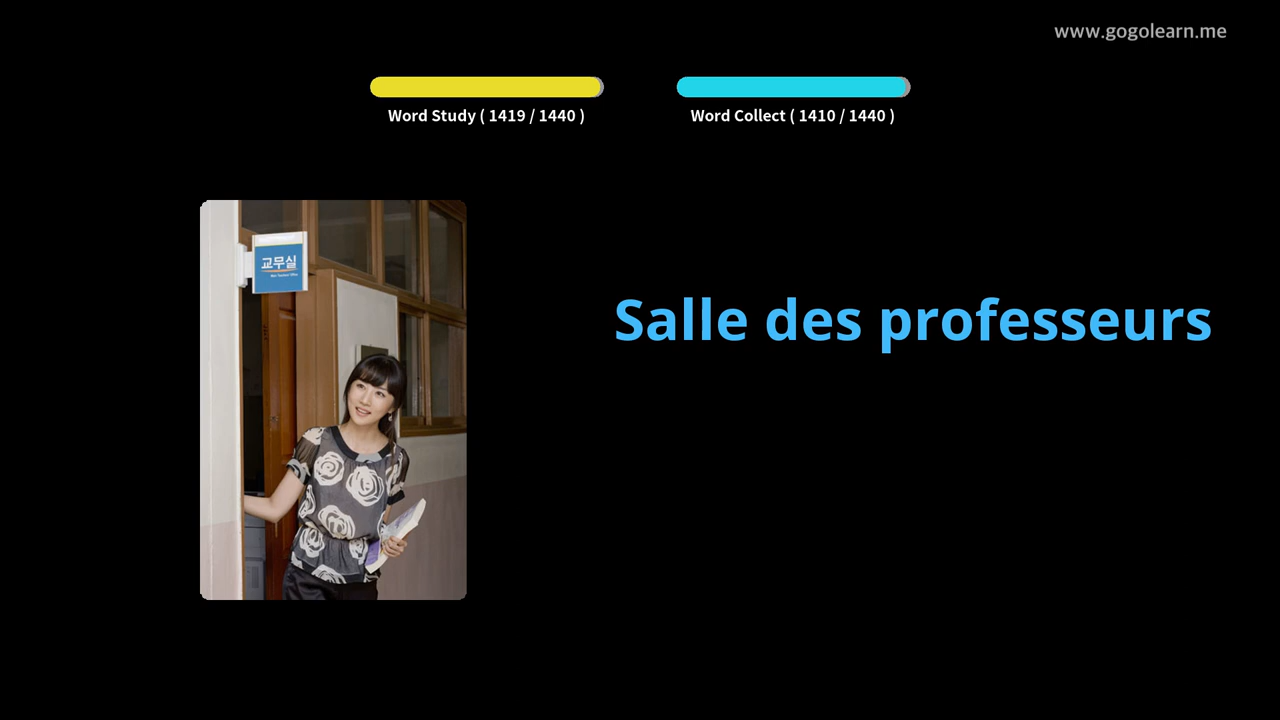 www.gogolearn.me
Word Study ( 1419 / 1440 )
Word Collect ( 1410 / 1440 )
교무실
Salle des professeurs